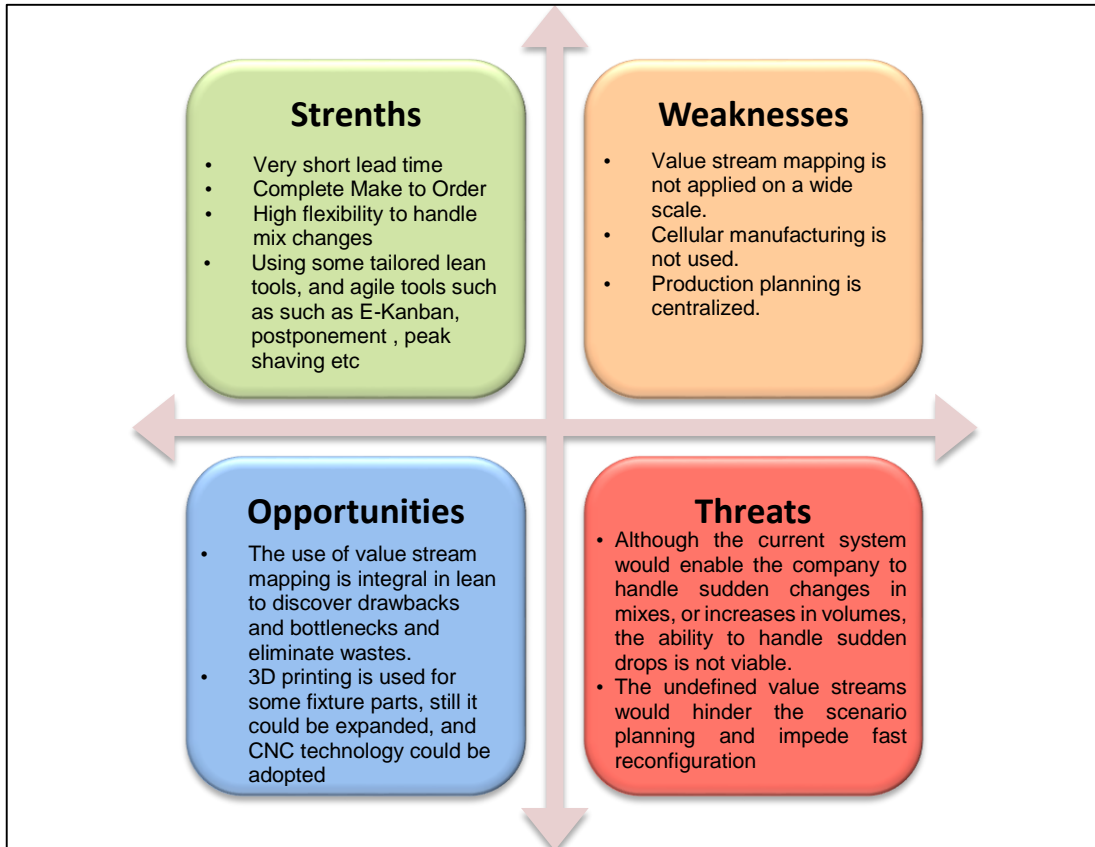 Strenths
• Very short lead time
• Complete Make to Order
• High flexibility to handle
mix changes
• Using some tailored lean
tools, and agile tools such
as such as E-Kanban,
postponement , peak
shaving etc
Weaknesses
• Value stream mapping is
not applied on a wide
scale.
• Cellular manufacturing is
not used.
• Production planning is
centralized.
Opportunities
• The use of value stream
mapping is integral in lean
to discover drawbacks
and bottlenecks and
eliminate wastes.
• 3D printing is used for
some fixture parts, still it
could be expanded, and
CNC technology could be
adopted
Threats
• Although the current system
would enable the company to
handle sudden changes in
mixes, or increases in volumes,
the ability to handle sudden
drops is not viable.
• The undefined value streams
would hinder the scenario
planning and impede fast
reconfiguration